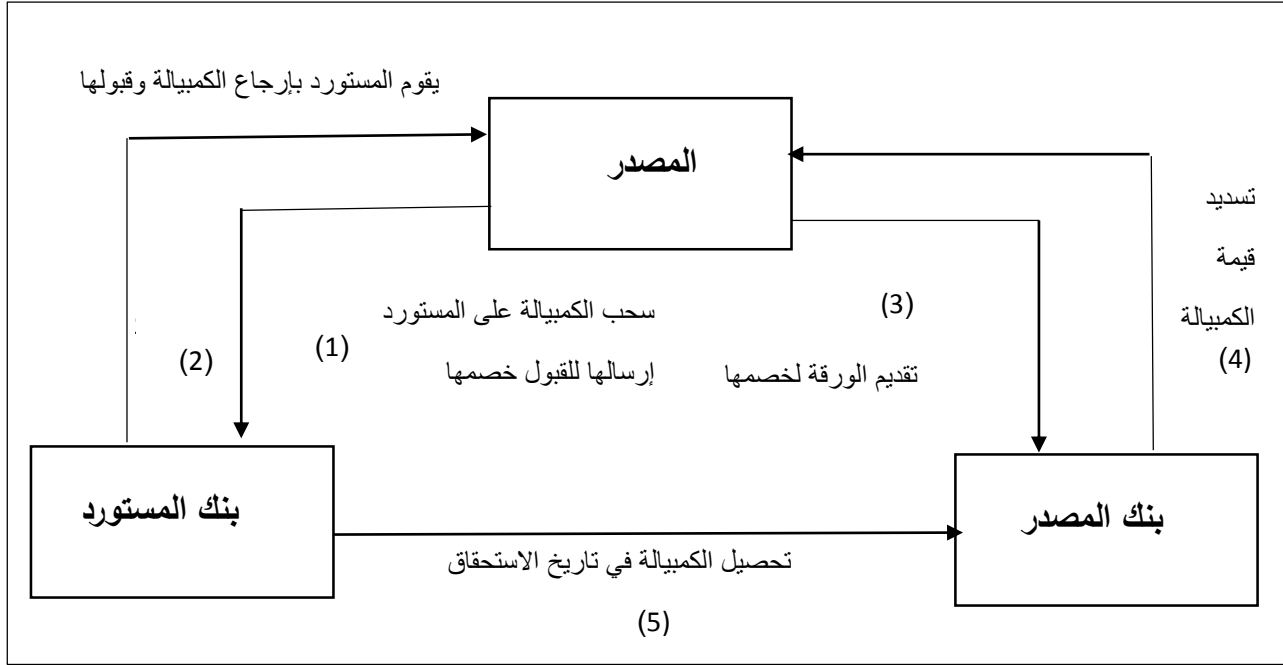 يقوم المستورد بإرجاع الكمبيالة وقبولها
المصدر
تسديد
قيمة
الكمبيالة
(4)
(3)
تقديم الورقة لخصمها
سحب الكمبيالة على المستورد
إرسالها للقبول خصمها
(1)
(2)
بنك المصدر
بنك المستورد
تحصيل الكمبيالة في تاريخ الاستحقاق
(5)